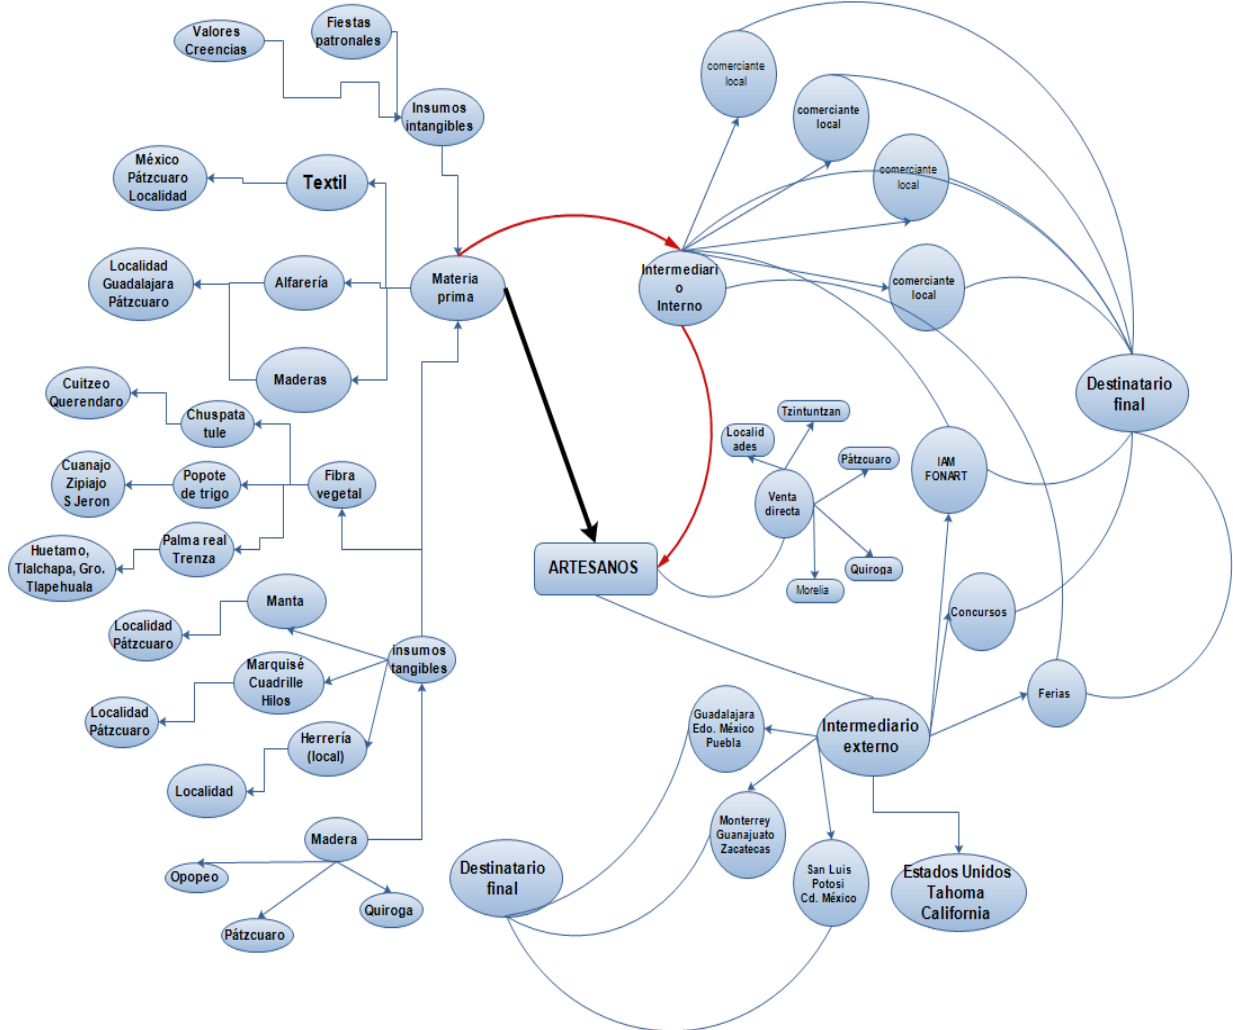 Fiestas
patronales
Valores
Creencias
Insumos
intangibles
México
Pátzcuaro
Localidad
Textil
Localidad
Guadalajara
Pátzcuaro
Alfarería
Materia
prima
Maderas
Cuitzeo
Querendaro
Chuspata
tule
Cuanajo
Zipiajo
S Jeron
Popote
de trigo
Fibra
vegetal
Huetamo,
Tlalchapa, Gro.
Tlapehuala
Palma real
Trenza
Manta
Localidad
Pátzcuaro
insumos
tangibles
Marquisé
Cuadrille
Hilos
Localidad
Pátzcuaro
Herrería
(local)
Localidad
Madera
Opopeo
Quiroga
Pátzcuaro
comerciante
local
comerciante
local
comerciante
local
comerciante
local
Intermediari
o
Interno
Destinatario
final
Tzintuntzan
Localid
ades
Pátzcuaro
Venta
directa
Quiroga
Morelia
IAM
FONART
ARTESANOS
Concursos
Ferias
Intermediario
externo
Guadalajara
Edo. México
Puebla
Monterrey
Guanajuato
Zacatecas
San Luis
Potosi
Cd. México
Estados Unidos
Tahoma
California
Destinatario
final